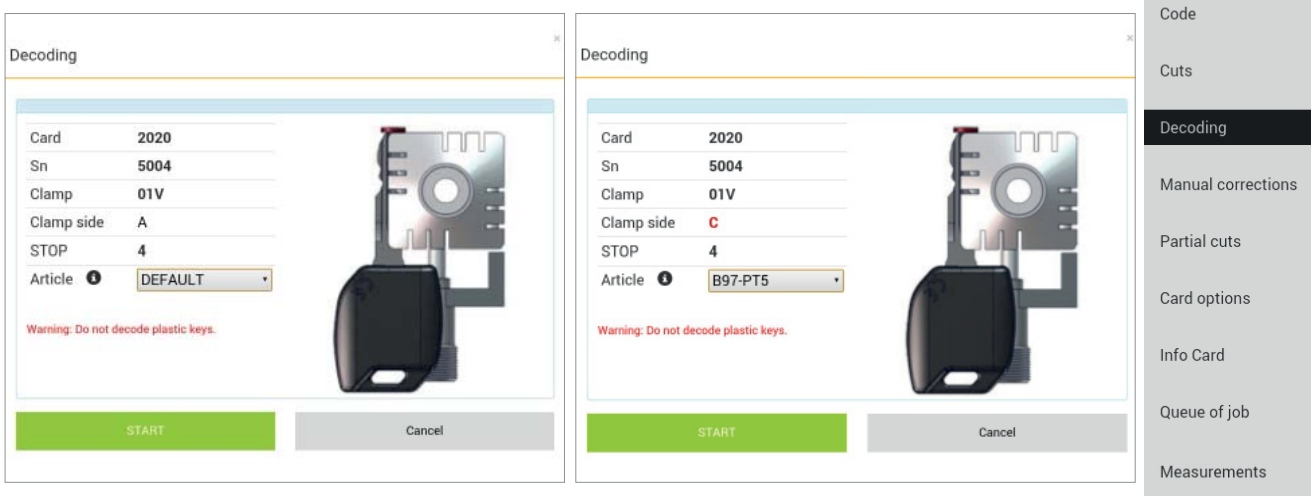 Decoding
×
Card 2020
Sn 5004
Clamp 01V
Clamp side A
STOP 4
Article i DEFAULT
Warning: Do not decode plastic keys.
START Cancel
Decoding
×
Card 2020
Sn 5004
Clamp 01V
Clamp side C
STOP 4
Article i B97-PT5
Warning: Do not decode plastic keys.
START Cancel
Code
Cuts
Decoding
Manual corrections
Partial cuts
Card options
Info Card
Queue of job
Measurements